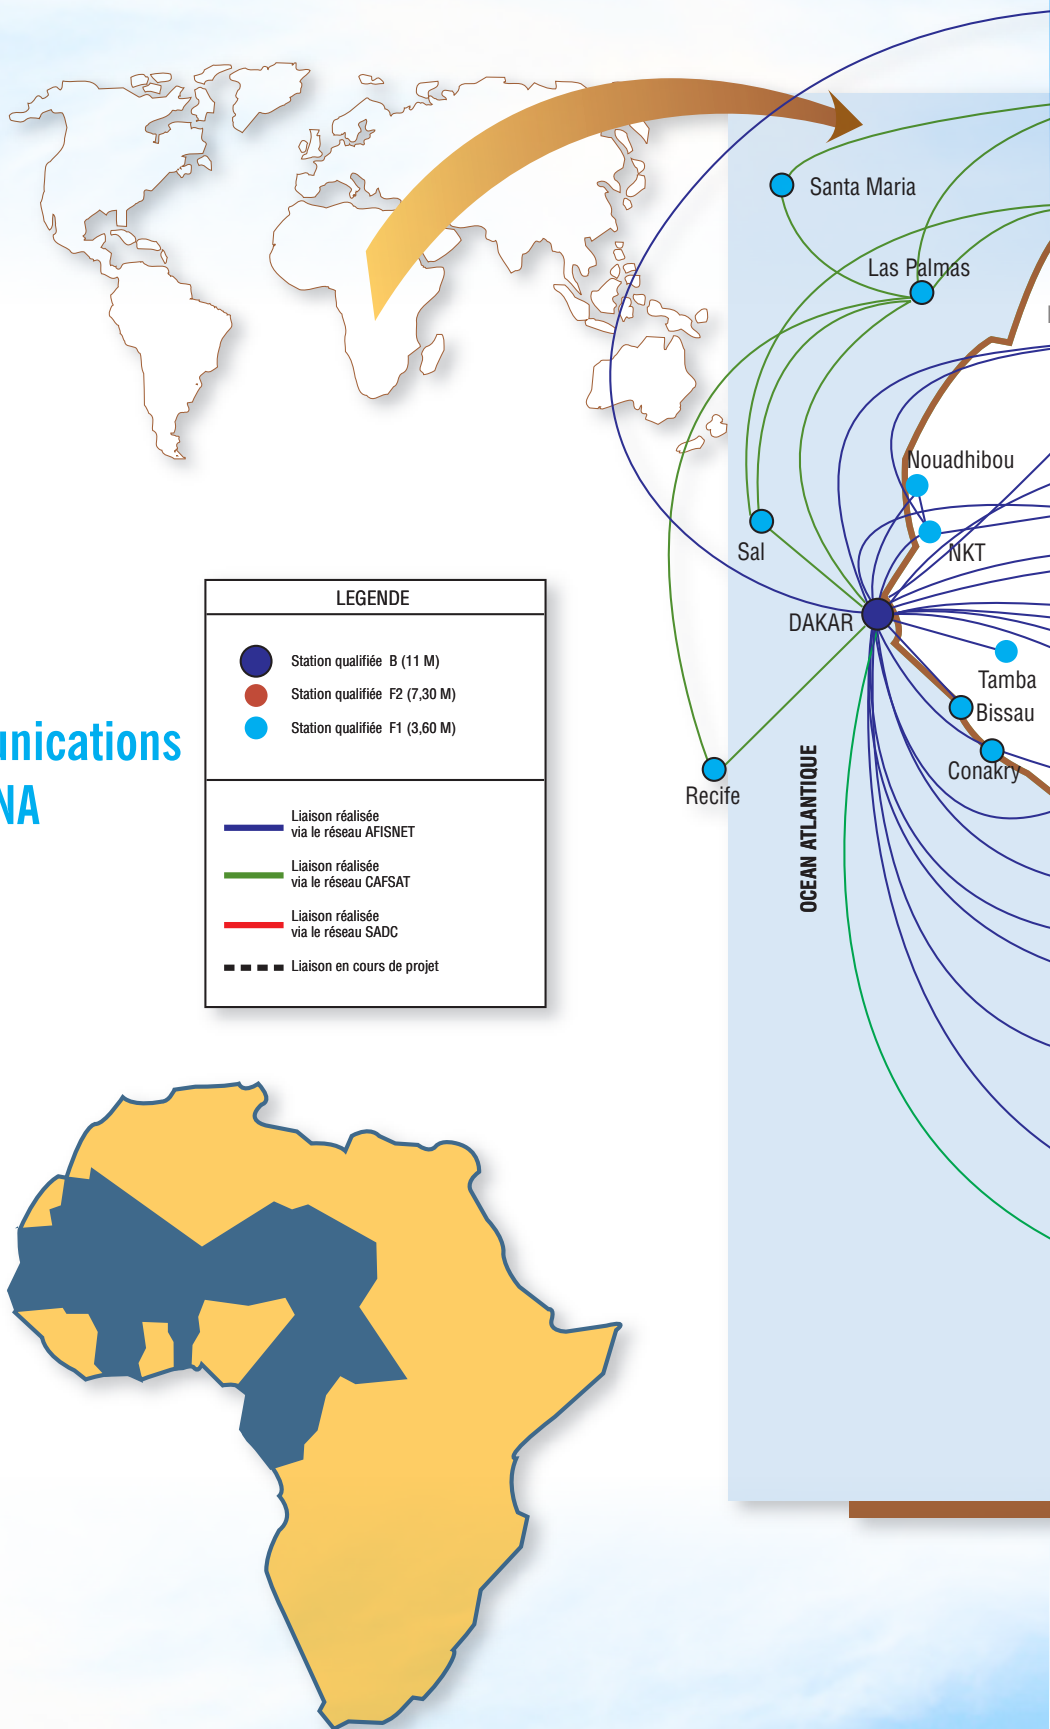 Santa Maria
Las Palmas
Nouadhibou
NKT
Sal
DAKAR
Tamba
Bissau
Conakry
Recife
OCEAN ATLANTIQUE
LEGENDE
Station qualifiée B (11 M)
Station qualifiée F2 (7,30 M)
Station qualifiée F1 (3,60 M)
Liaison réalisée
via le réseau AFISNET
Liaison réalisée
via le réseau CAFSAT
Liaison réalisée
via le réseau SADC
Liaison en cours de projet
unications
NA